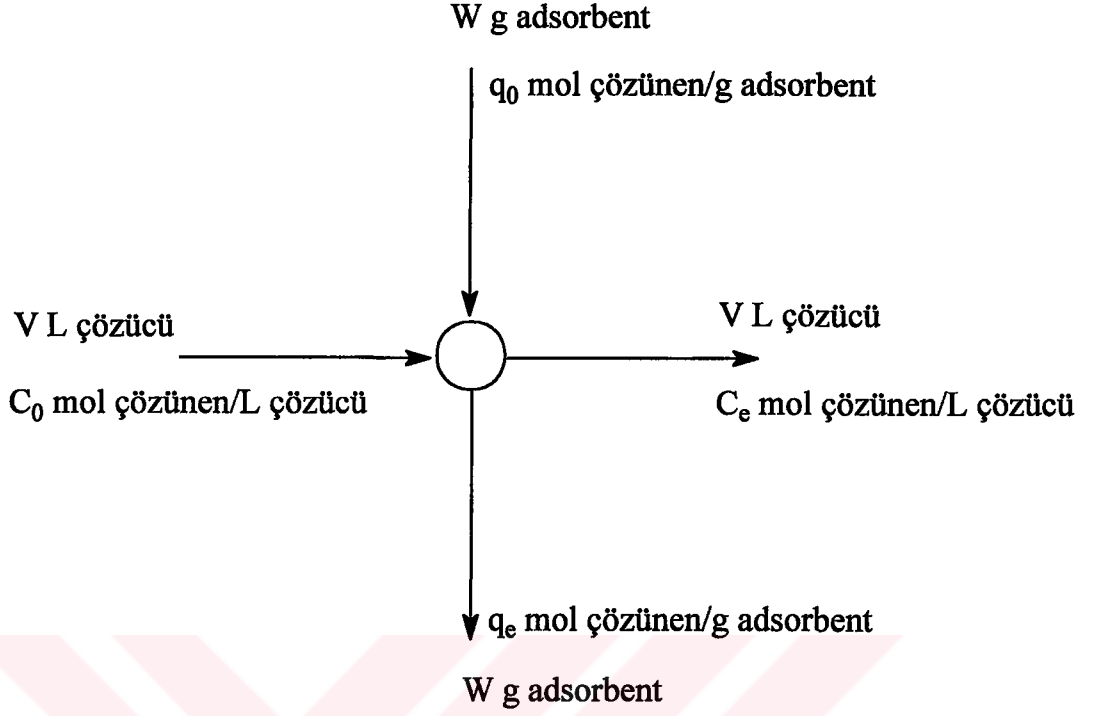 W g adsorbent
q₀ mol çözünen/g adsorbent
V L çözücü
C₀ mol çözünen/L çözücü
V L çözücü
Cₑ mol çözünen/L çözücü
qₑ mol çözünen/g adsorbent
W g adsorbent